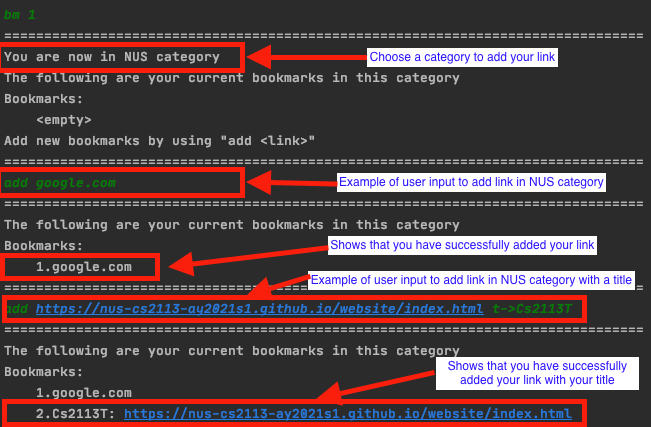 bm 1
================================================================================
You are now in NUS category
Choose a category to add your link
The following are your current bookmarks in this category
Bookmarks:
<empty>
Add new bookmarks by using "add <link>"
================================================================================
add google.com
Example of user input to add link in NUS category
================================================================================
The following are your current bookmarks in this category
Bookmarks:
Shows that you have successfully added your link
1.google.com
Example of user input to add link in NUS category with a title
================================================================================
add https://nus-cs2113-ay2021s1.github.io/website/index.html t->Cs2113T
================================================================================
The following are your current bookmarks in this category
Bookmarks:
Shows that you have successfully
added your link with your title
1.google.com
2.Cs2113T: https://nus-cs2113-ay2021s1.github.io/website/index.html